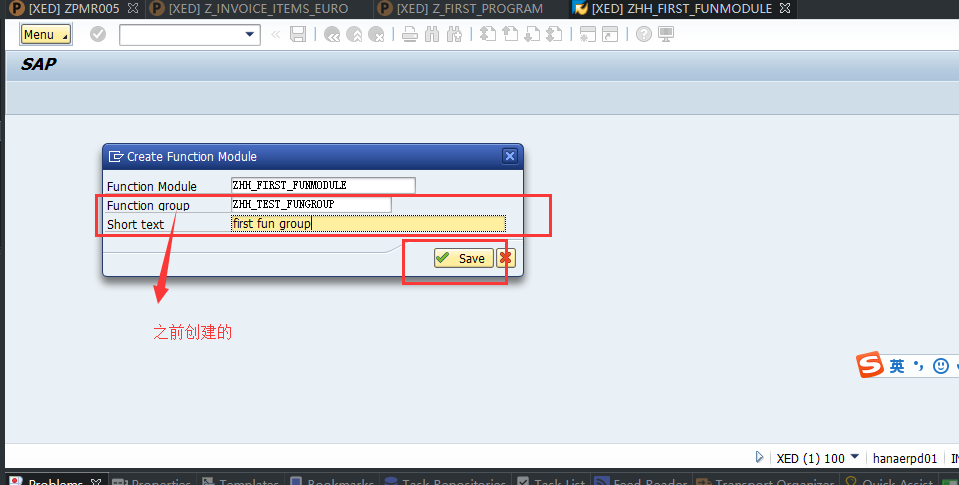 [XED] ZPMR005
[XED] Z_INVOICE_ITEMS_EURO
[XED] Z_FIRST_PROGRAM
[XED] ZHH_FIRST_FUNMODULE
Menu
SAP
Create Function Module
Function Module ZHH_FIRST_FUNMODULE
Function group ZHH_TEST_FUNGROUP
Short text first fun group
Save
之前创建的
英
XED (1) 100 hanaerpd01
Problems Properties Templates Bookmarks Task Repositories Task List Feed Reader Transport Organizer Quick Assist